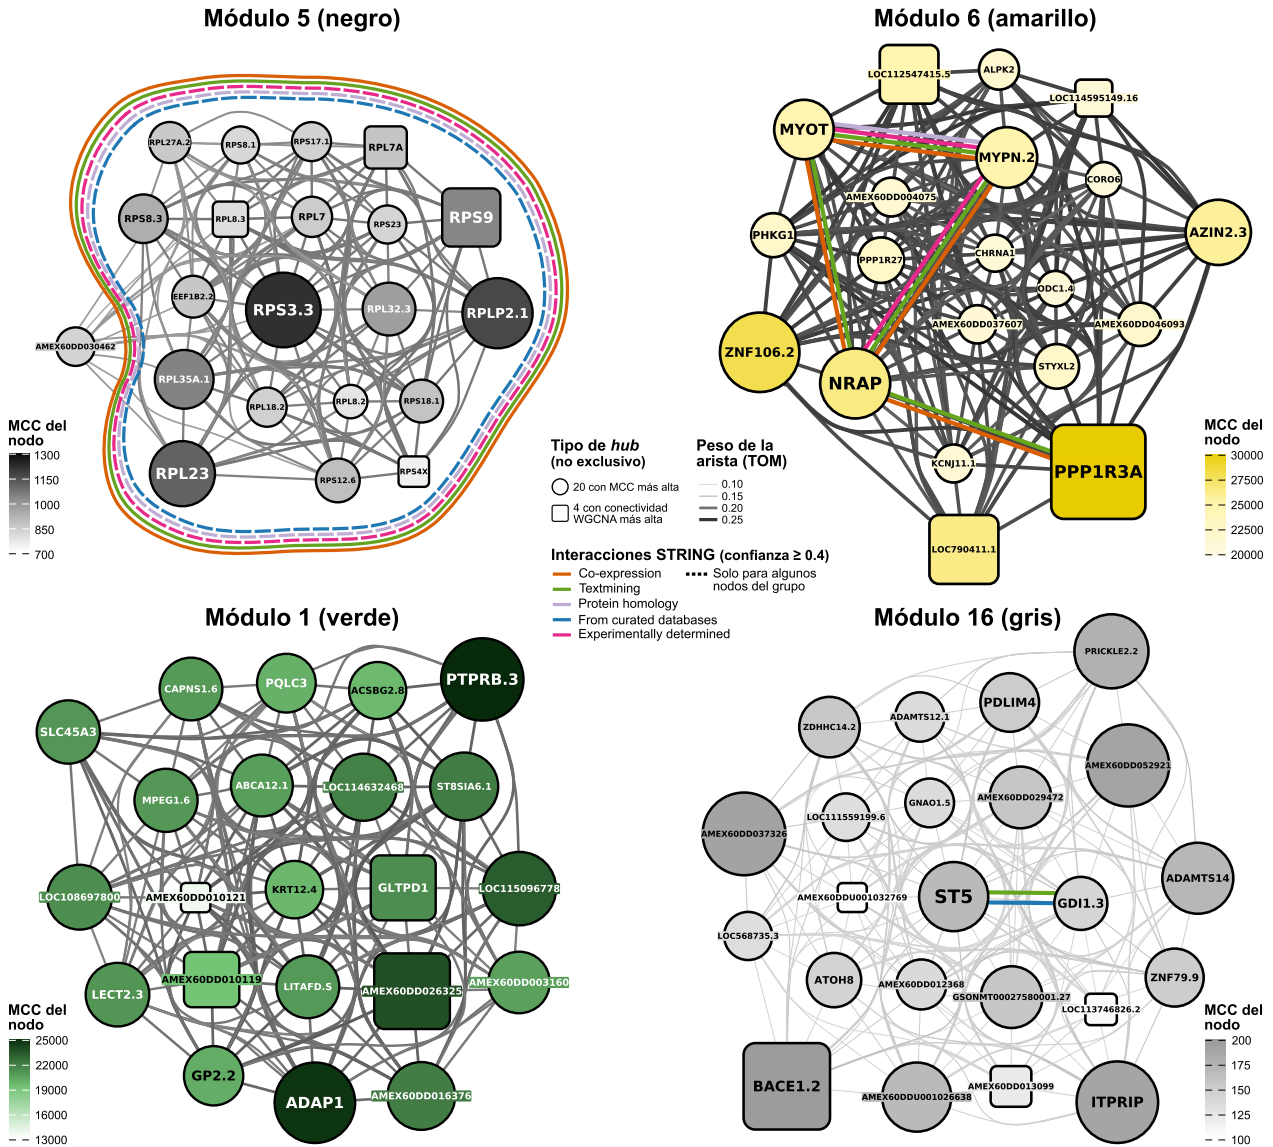 Módulo 5 (negro)
RPL27A.2
RPS8.1
RPS17.1
RPL7A
RPS8.3
RPL8.3
RPL7
RPS23
RPS9
EEF1B2.2
RPS3.3
RPL32.3
RPLP2.1
AMEX60DD030462
RPL35A.1
RPL18.2
RPL8.2
RPS18.1
RPL23
RPS12.6
RPS4X
MCC del
nodo
1300
1150
1000
850
700
Módulo 6 (amarillo)
LOC112547415.5
ALPK2
LOC114595149.16
MYOT
MYPN.2
CORO6
AMEX60DD004075
PHKG1
AZIN2.3
PPP1R27
CHRNA1
ODC1.4
AMEX60DD037607
AMEX60DD046093
ZNF106.2
NRAP
STYXL2
KCNJ11.1
PPP1R3A
LOC790411.1
MCC del
nodo
30000
27500
25000
22500
20000
Tipo de hub
(no exclusivo)
20 con MCC más alta
4 con conectividad
WGCNA más alta
Peso de la
arista (TOM)
0.10
0.15
0.20
0.25
Interacciones STRING (confianza ≥ 0.4)
Co-expression
Textmining
Protein homology
From curated databases
Experimentally determined
Solo para algunos
nodos del grupo
Módulo 1 (verde)
PTPRB.3
CAPNS1.6
PQLC3
ACSBG2.8
SLC45A3
MPEG1.6
ABCA12.1
LOC114632468
ST8SIA6.1
LOC108697800
AMEX60DD010121
KRT12.4
GLTPD1
LOC115096778
LECT2.3
AMEX60DD010119
LITAFD.S
AMEX60DD026325
AMEX60DD003160
GP2.2
ADAP1
AMEX60DD016376
MCC del
nodo
25000
22000
19000
16000
13000
Módulo 16 (gris)
PRICKLE2.2
ZDHHC14.2
ADAMTS12.1
PDLIM4
AMEX60DD052921
AMEX60DD037326
LOC111559199.6
GNAO1.5
AMEX60DD029472
AMEX60DDU001032769
ST5
GDI1.3
ADAMTS14
LOC568735.3
ATOH8
AMEX60DD012368
GSONMT00027580001.27
ZNF79.9
LOC113746826.2
BACE1.2
AMEX60DDU001026638
AMEX60DD013099
ITPRIP
MCC del
nodo
200
175
150
125
100